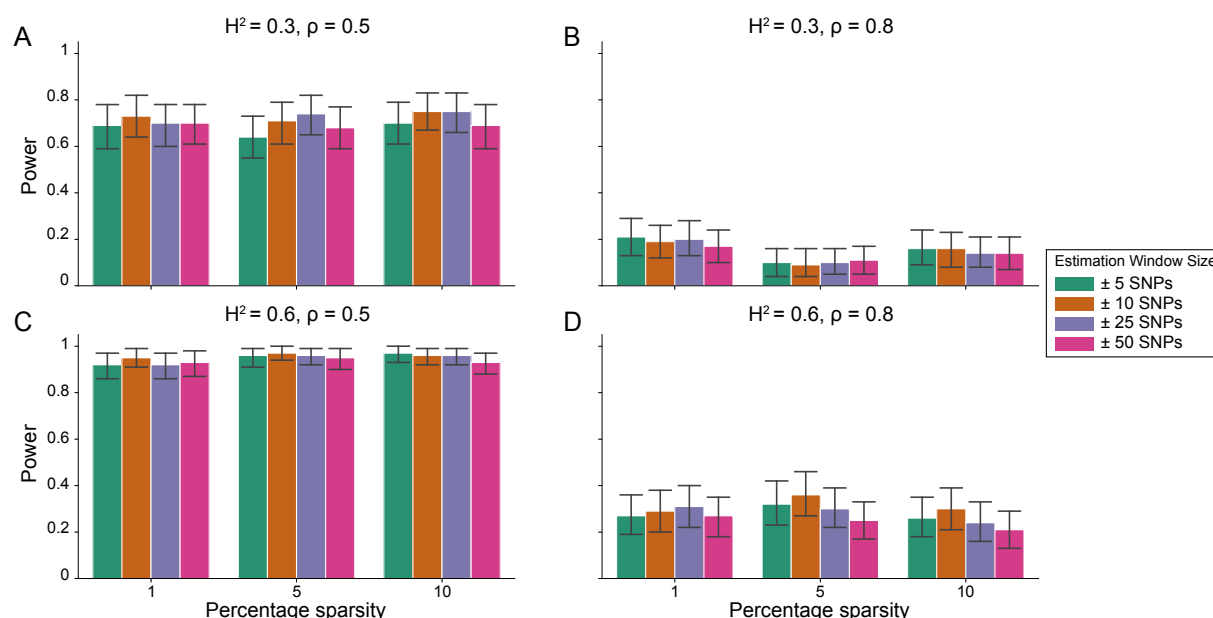 A
H² = 0.3, ρ = 0.5
1
0.8
0.6
0.4
0.2
0
Power
B
H² = 0.3, ρ = 0.8
Estimation Window Size
± 5 SNPs
± 10 SNPs
± 25 SNPs
± 50 SNPs
C
H² = 0.6, ρ = 0.5
1
0.8
0.6
0.4
0.2
0
Power
1
5
10
Percentage sparsity
D
H² = 0.6, ρ = 0.8
1
5
10
Percentage sparsity